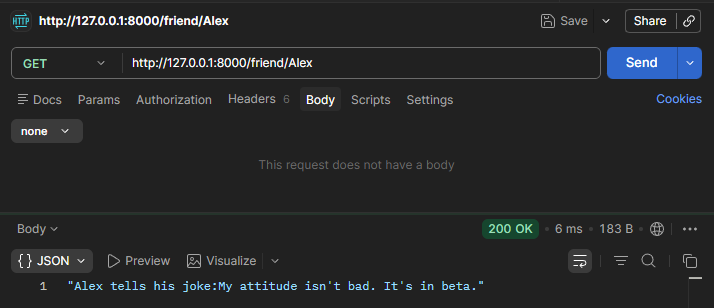 HTTP http://127.0.0.1:8000/friend/Alex Save Share
GET http://127.0.0.1:8000/friend/Alex Send
Docs Params Authorization Headers 6 Body Scripts Settings Cookies
none
This request does not have a body
Body 200 OK • 6 ms • 183 B
{} JSON Preview Visualize
1 "Alex tells his joke:My attitude isn't bad. It's in beta."